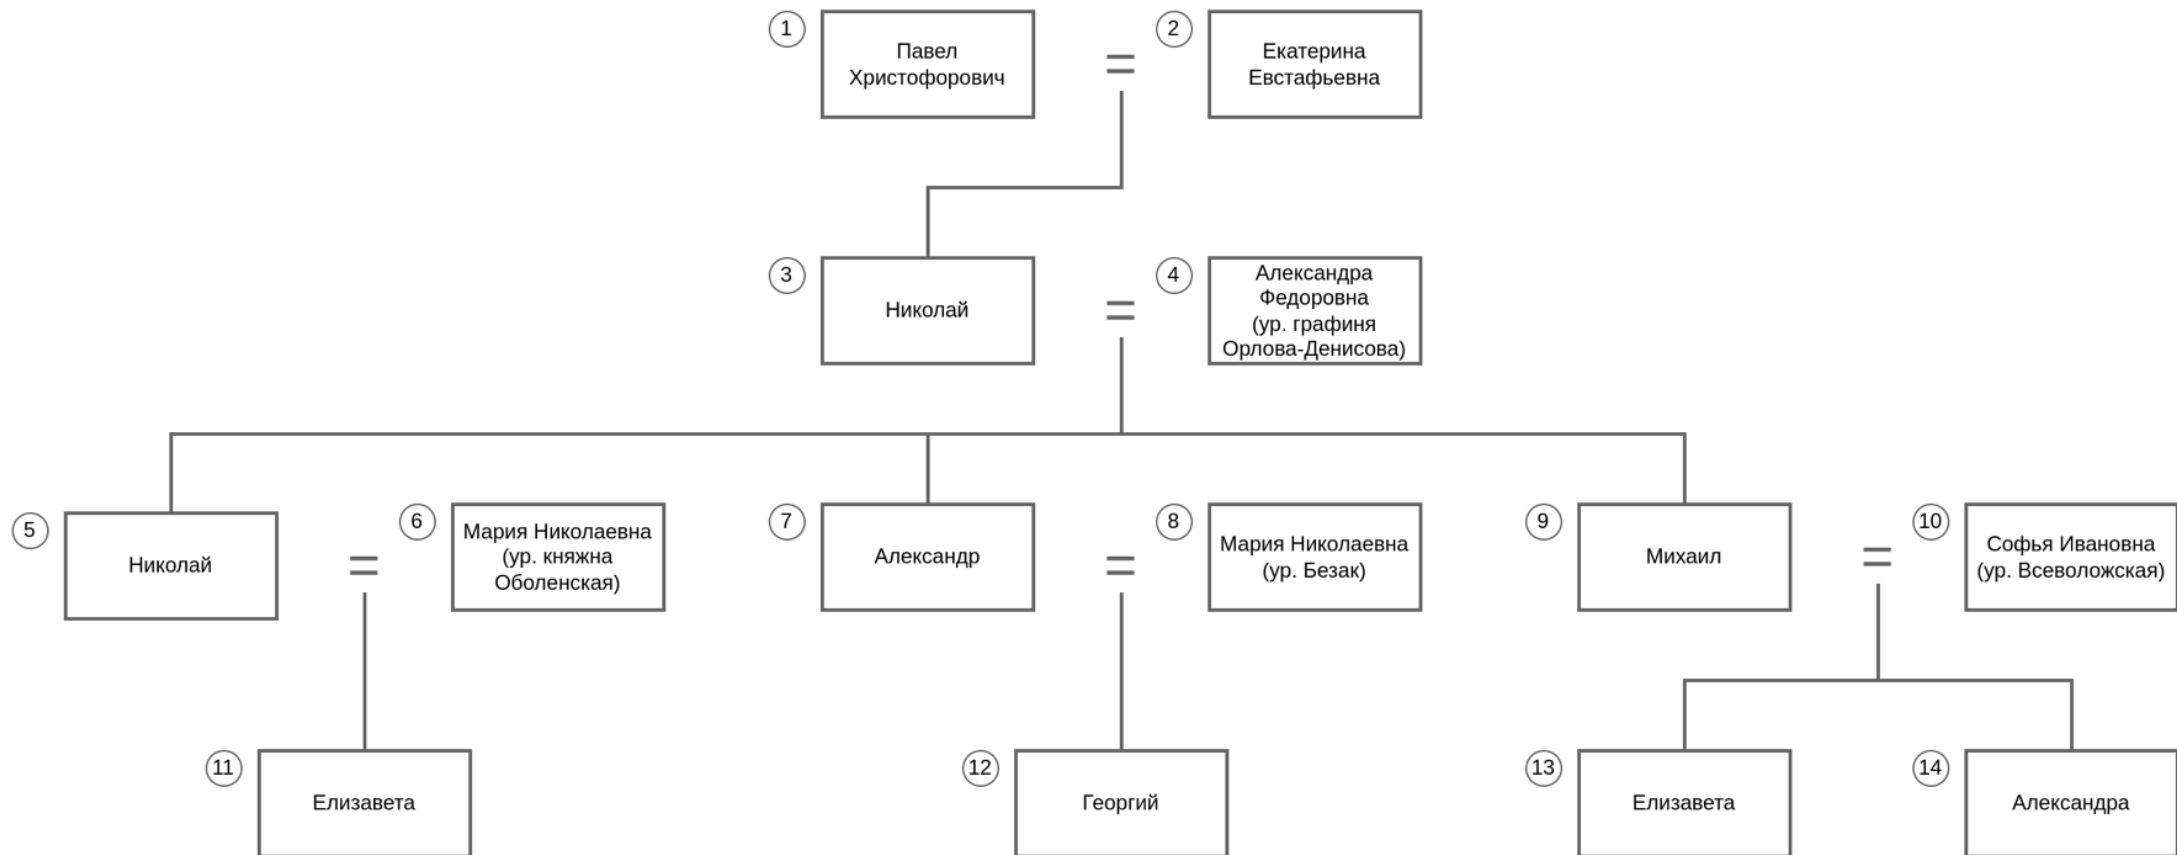 1
Павел
Христофорович
=
2
Екатерина
Евстафьевна
3
Николай
=
4
Александра
Федоровна
(ур. графиня
Орлова-Денисова)
5
Николай
=
6
Мария Николаевна
(ур. княжна
Оболенская)
7
Александр
=
8
Мария Николаевна
(ур. Безак)
9
Михаил
=
10
Софья Ивановна
(ур. Всеволожская)
11
Елизавета
12
Георгий
13
Елизавета
14
Александра